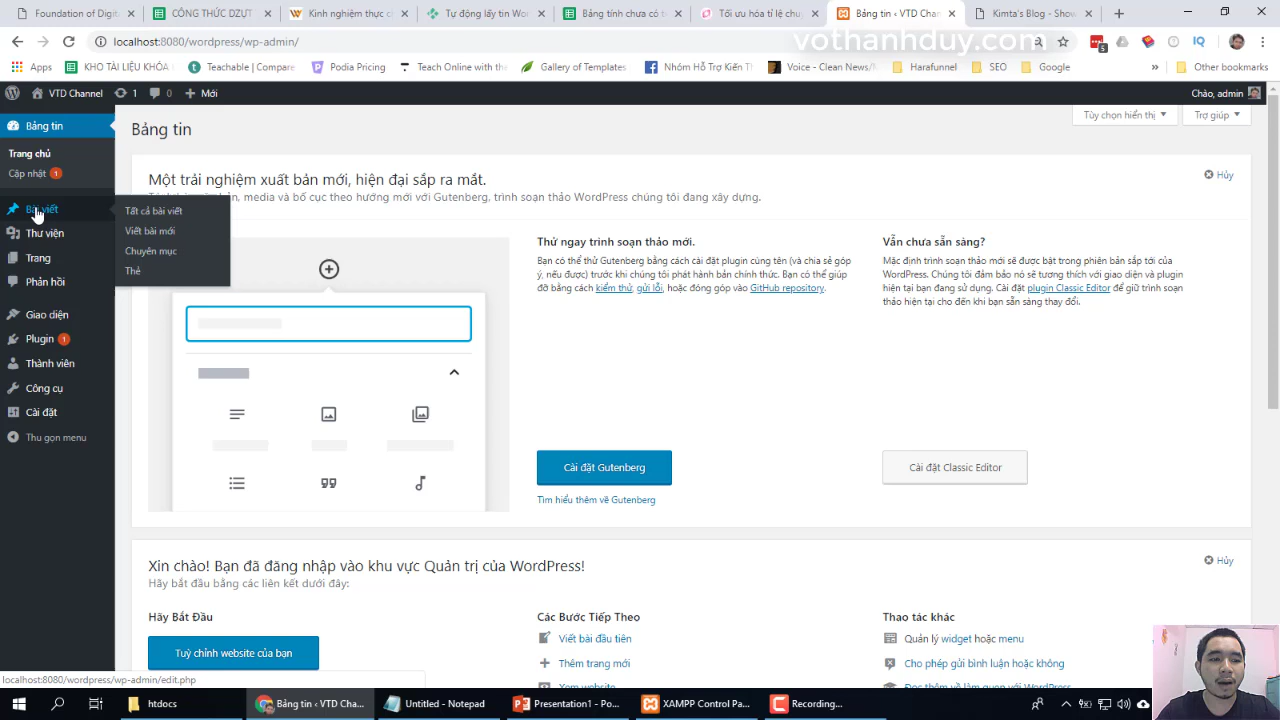 Foundation of Digita
CÔNG THỨC DZỰT
Kinh nghiệm thực c
Tự động lấy tin Wor
Bảng tính chưa có t
Tối ưu hóa tỉ lệ chu
Bảng tin ‹ VTD Chan
Kimta's Blog - Show
localhost:8080/wordpress/wp-admin/
vothanhduy.com
5
IQ
Apps
KHO TÀI LIỆU KHÓA
Teachable | Compare
Podia Pricing
Teach Online with the
Gallery of Templates
Nhóm Hỗ Trợ Kiến Th
Voice - Clean News/
Harafunnel
SEO
Google
»
Other bookmarks
VTD Channel
1
0
Mới
Chào, admin
Bảng tin
Trang chủ
Cập nhật 1
Bài viết
Thư viện
Trang
Phản hồi
Giao diện
Plugin 1
Thành viên
Công cụ
Cài đặt
Thu gọn menu
Tất cả bài viết
Viết bài mới
Chuyên mục
Thẻ
Bảng tin
Tùy chọn hiển thị
Trợ giúp
Một trải nghiệm xuất bản mới, hiện đại sắp ra mắt.
Hủy
media và bố cục theo hướng mới với Gutenberg, trình soạn thảo WordPress chúng tôi đang xây dựng.
Thử ngay trình soạn thảo mới.
Bạn có thể thử Gutenberg bằng cách cài đặt plugin cùng tên (và chia sẻ góp
ý, nếu được) trước khi chúng tôi phát hành bản chính thức. Bạn có thể giúp
đỡ bằng cách kiểm thử, gửi lỗi, hoặc đóng góp vào GitHub repository.
Cài đặt Gutenberg
Tìm hiểu thêm về Gutenberg
Vẫn chưa sẵn sàng?
Mặc định trình soạn thảo mới sẽ được bật trong phiên bản sắp tới của
WordPress. Chúng tôi đảm bảo nó sẽ tương thích với giao diện và plugin
hiện tại bạn đang sử dụng. Cài đặt plugin Classic Editor để giữ trình soạn
thảo hiện tại cho đến khi bạn sẵn sàng thay đổi.
Cài đặt Classic Editor
Xin chào! Bạn đã đăng nhập vào khu vực Quản trị của WordPress!
Hủy
Hãy bắt đầu bằng các liên kết dưới đây:
Hãy Bắt Đầu
Tuỳ chỉnh website của bạn
Các Bước Tiếp Theo
Viết bài đầu tiên
Thêm trang mới
Xem website
Thao tác khác
Quản lý widget hoặc menu
Cho phép gửi bình luận hoặc không
Đọc thêm về làm quen với WordPress
localhost:8080/wordpress/wp-admin/edit.php
htdocs
Bảng tin ‹ VTD Cha...
Untitled - Notepad
Presentation1 - Po...
XAMPP Control Pa...
Recording...